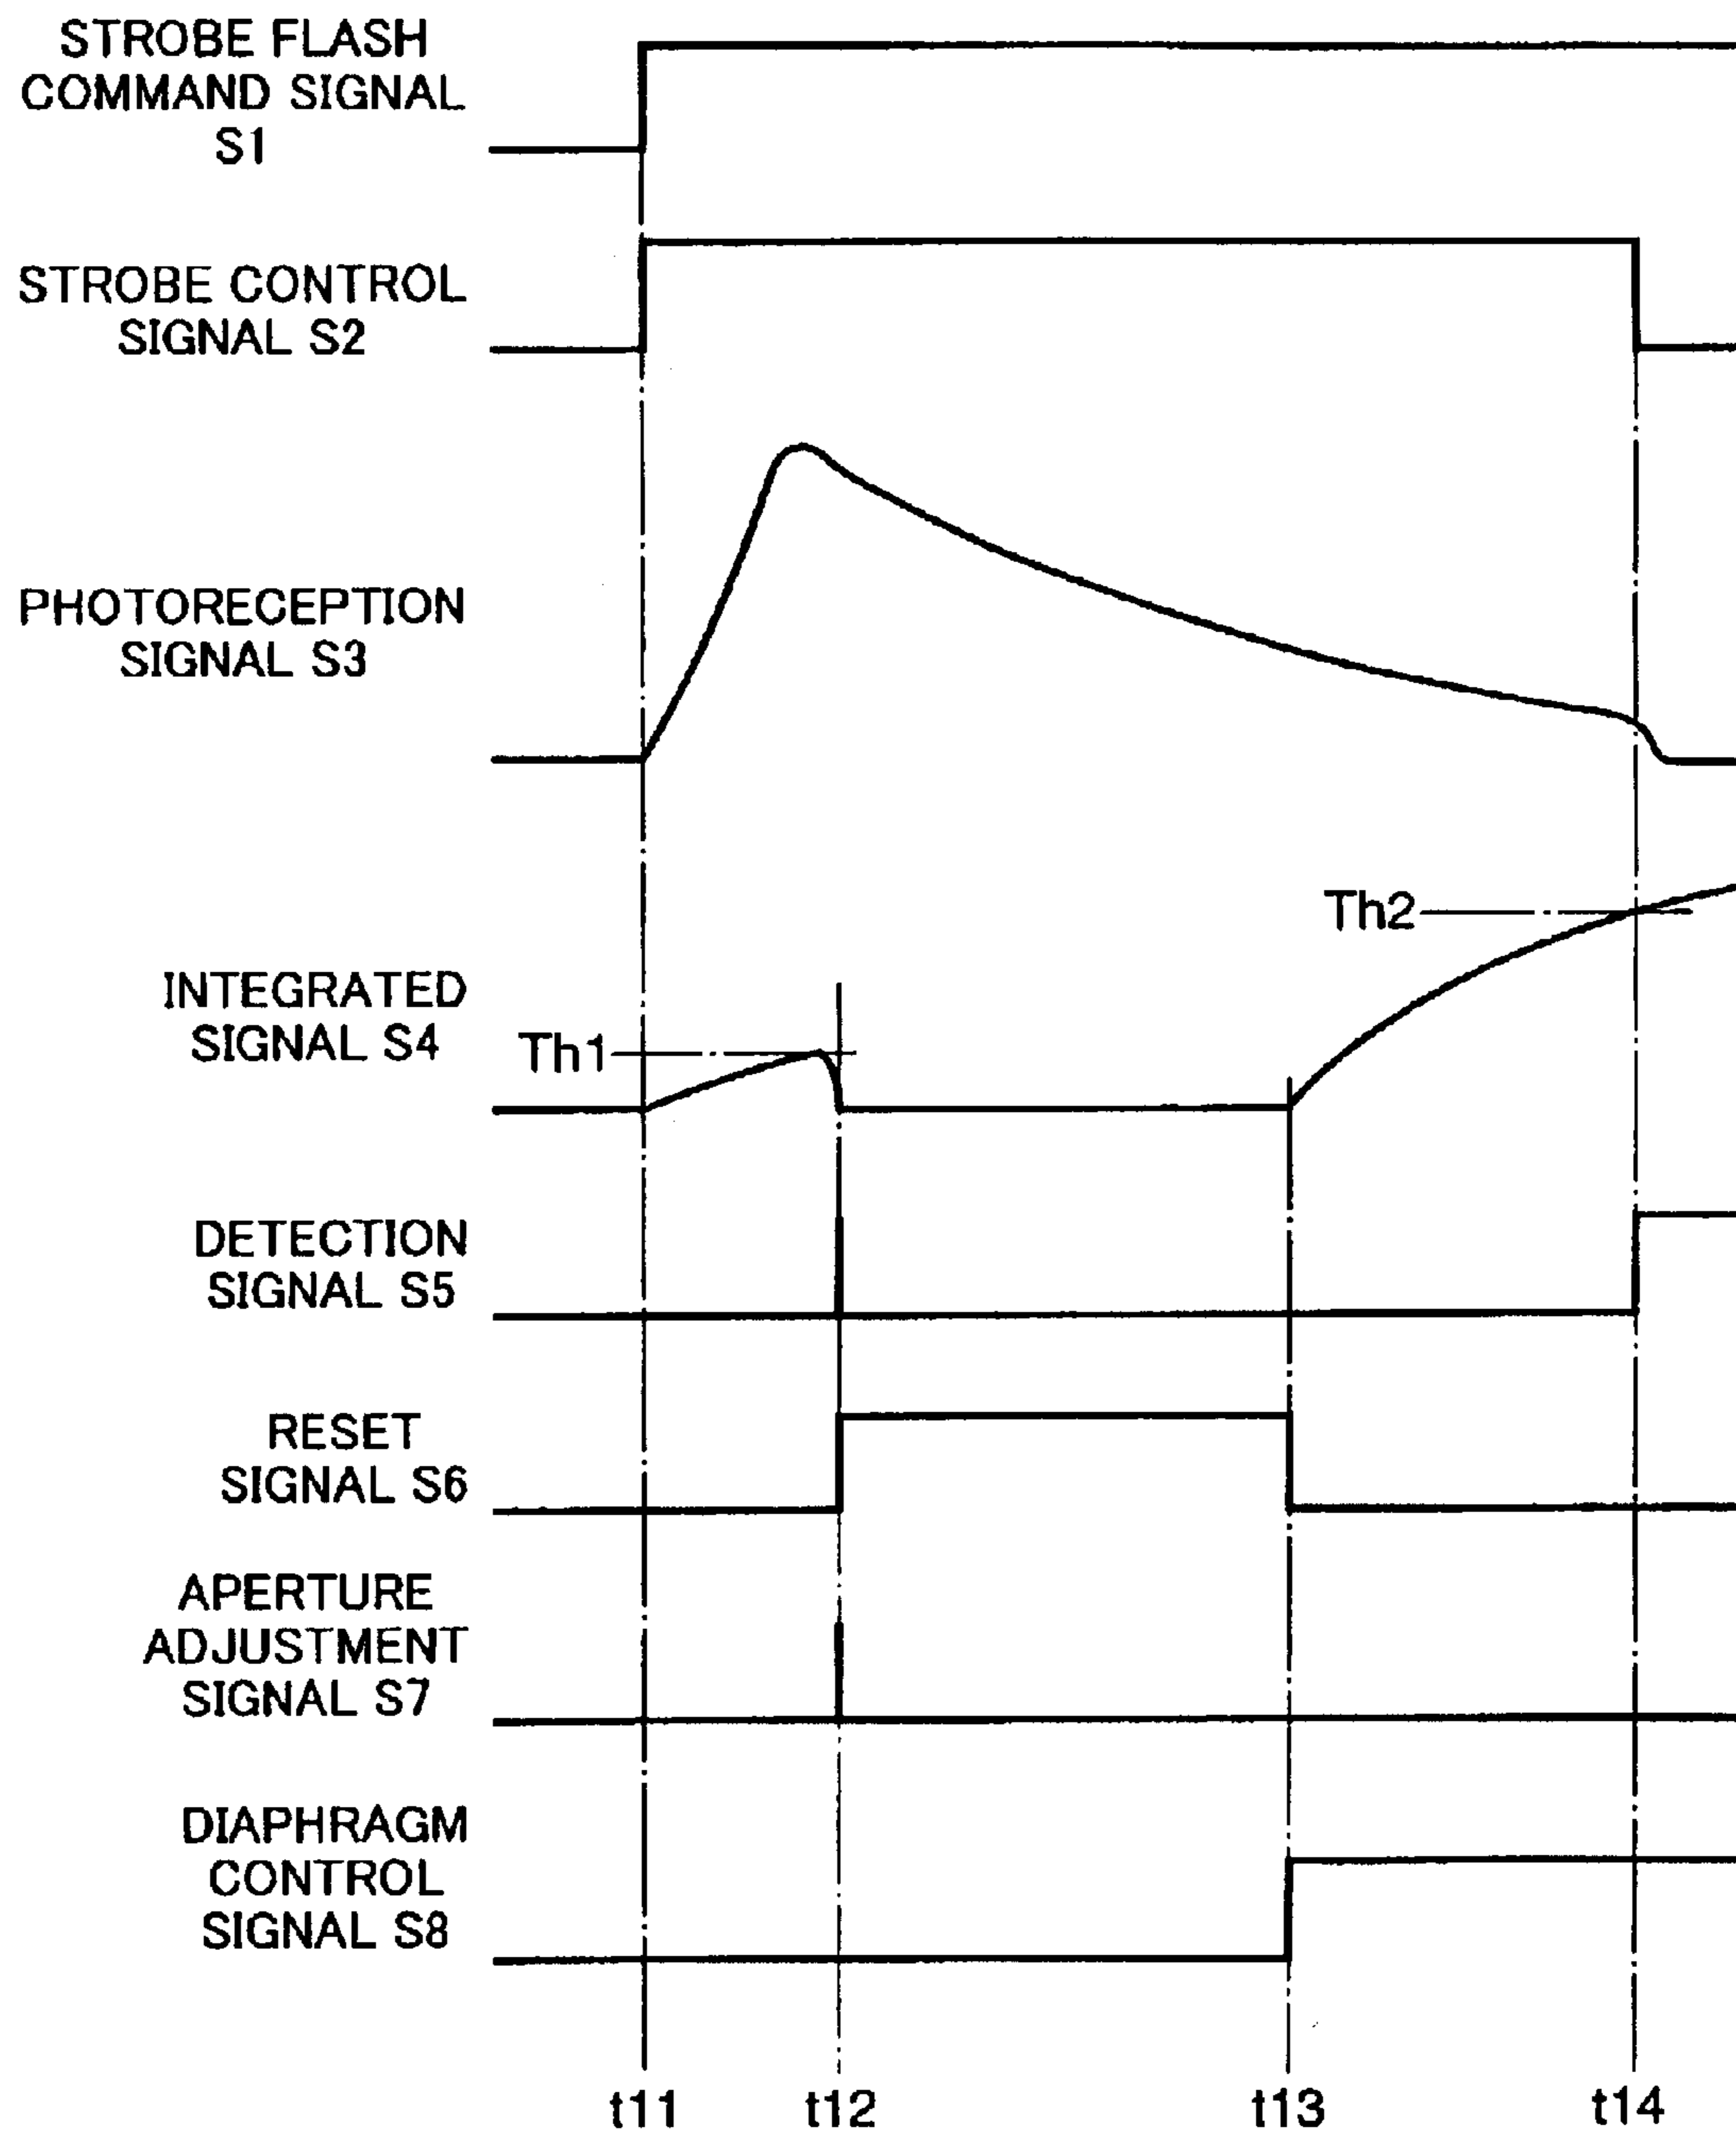 STROBE FLASH
COMMAND SIGNAL
S1
STROBE CONTROL
SIGNAL S2
PHOTORECEPTION
SIGNAL S3
Th2
INTEGRATED
SIGNAL S4
Th1
DETECTION
SIGNAL S5
RESET
SIGNAL S6
APERTURE
ADJUSTMENT
SIGNAL S7
DIAPHRAGM
CONTROL
SIGNAL S8
t11 t12 t13 t14